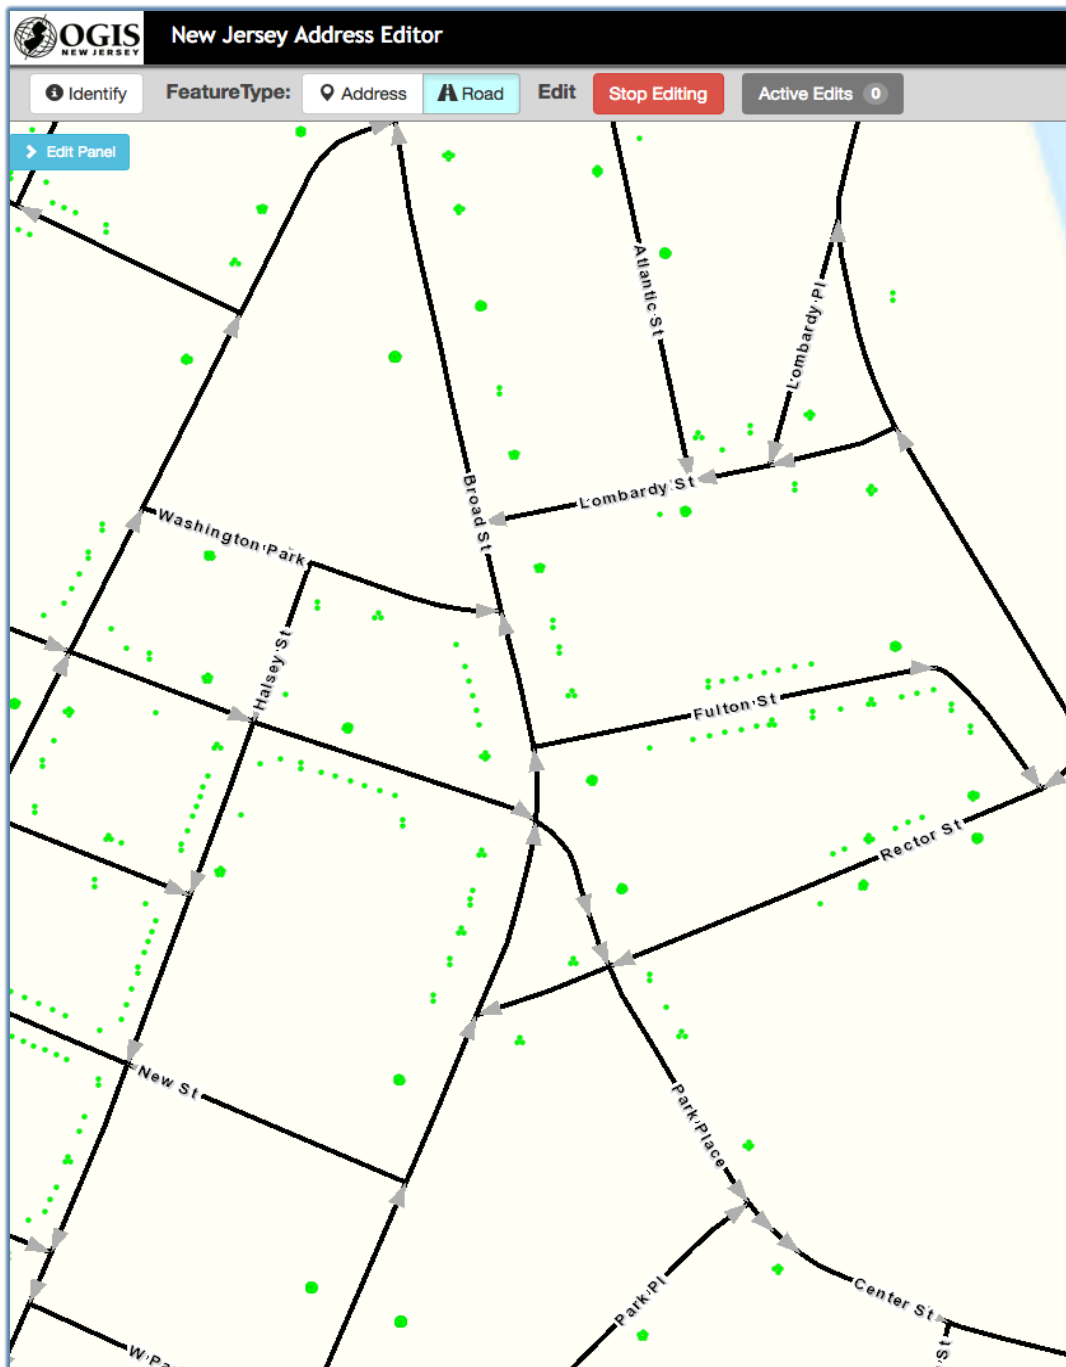 OGIS
NEW JERSEY
New Jersey Address Editor
Identify
FeatureType:
Address
Road
Edit
Stop Editing
Active Edits 0
Edit Panel
Atlantic St
Lombardy Pl
Broad St
Lombardy St
Washington Park
Halsey St
Fulton St
Rector St
New St
Park Place
Park Pl
Center St
St
W Pa